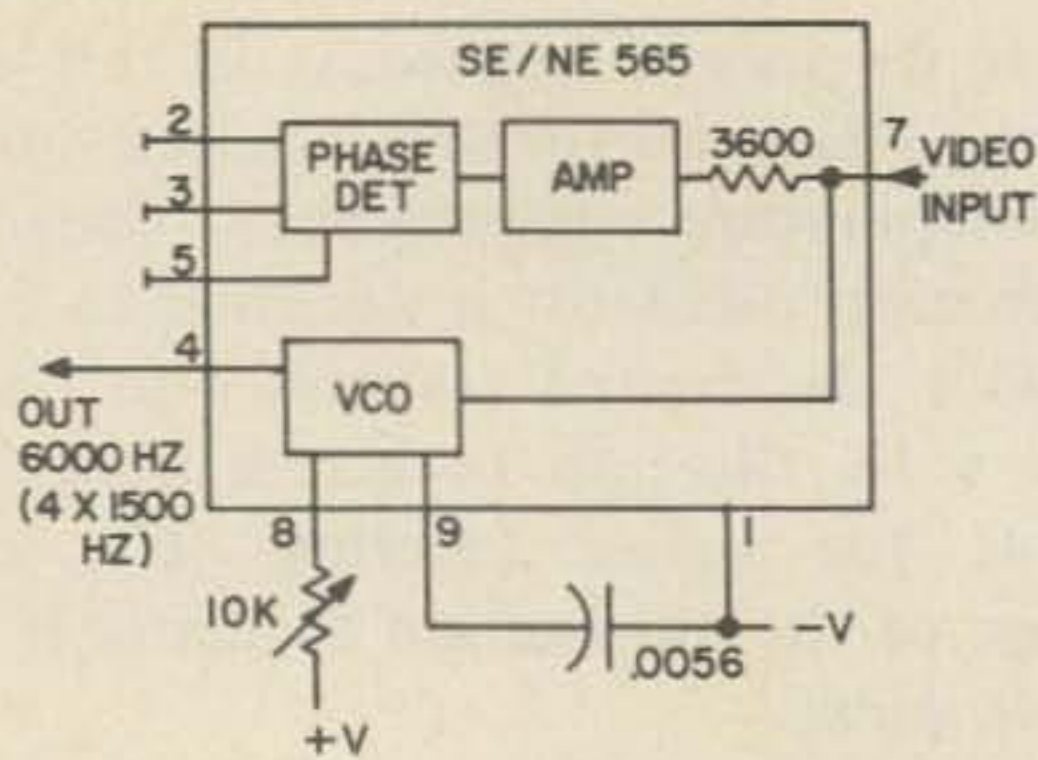 SE/NE 565
2
PHASE
DET
AMP
3600
7
VIDEO
INPUT
3
5
4
OUT
6000 HZ
(4 X 1500
HZ)
VCO
8
9
1
10K
.0056
-V
+V